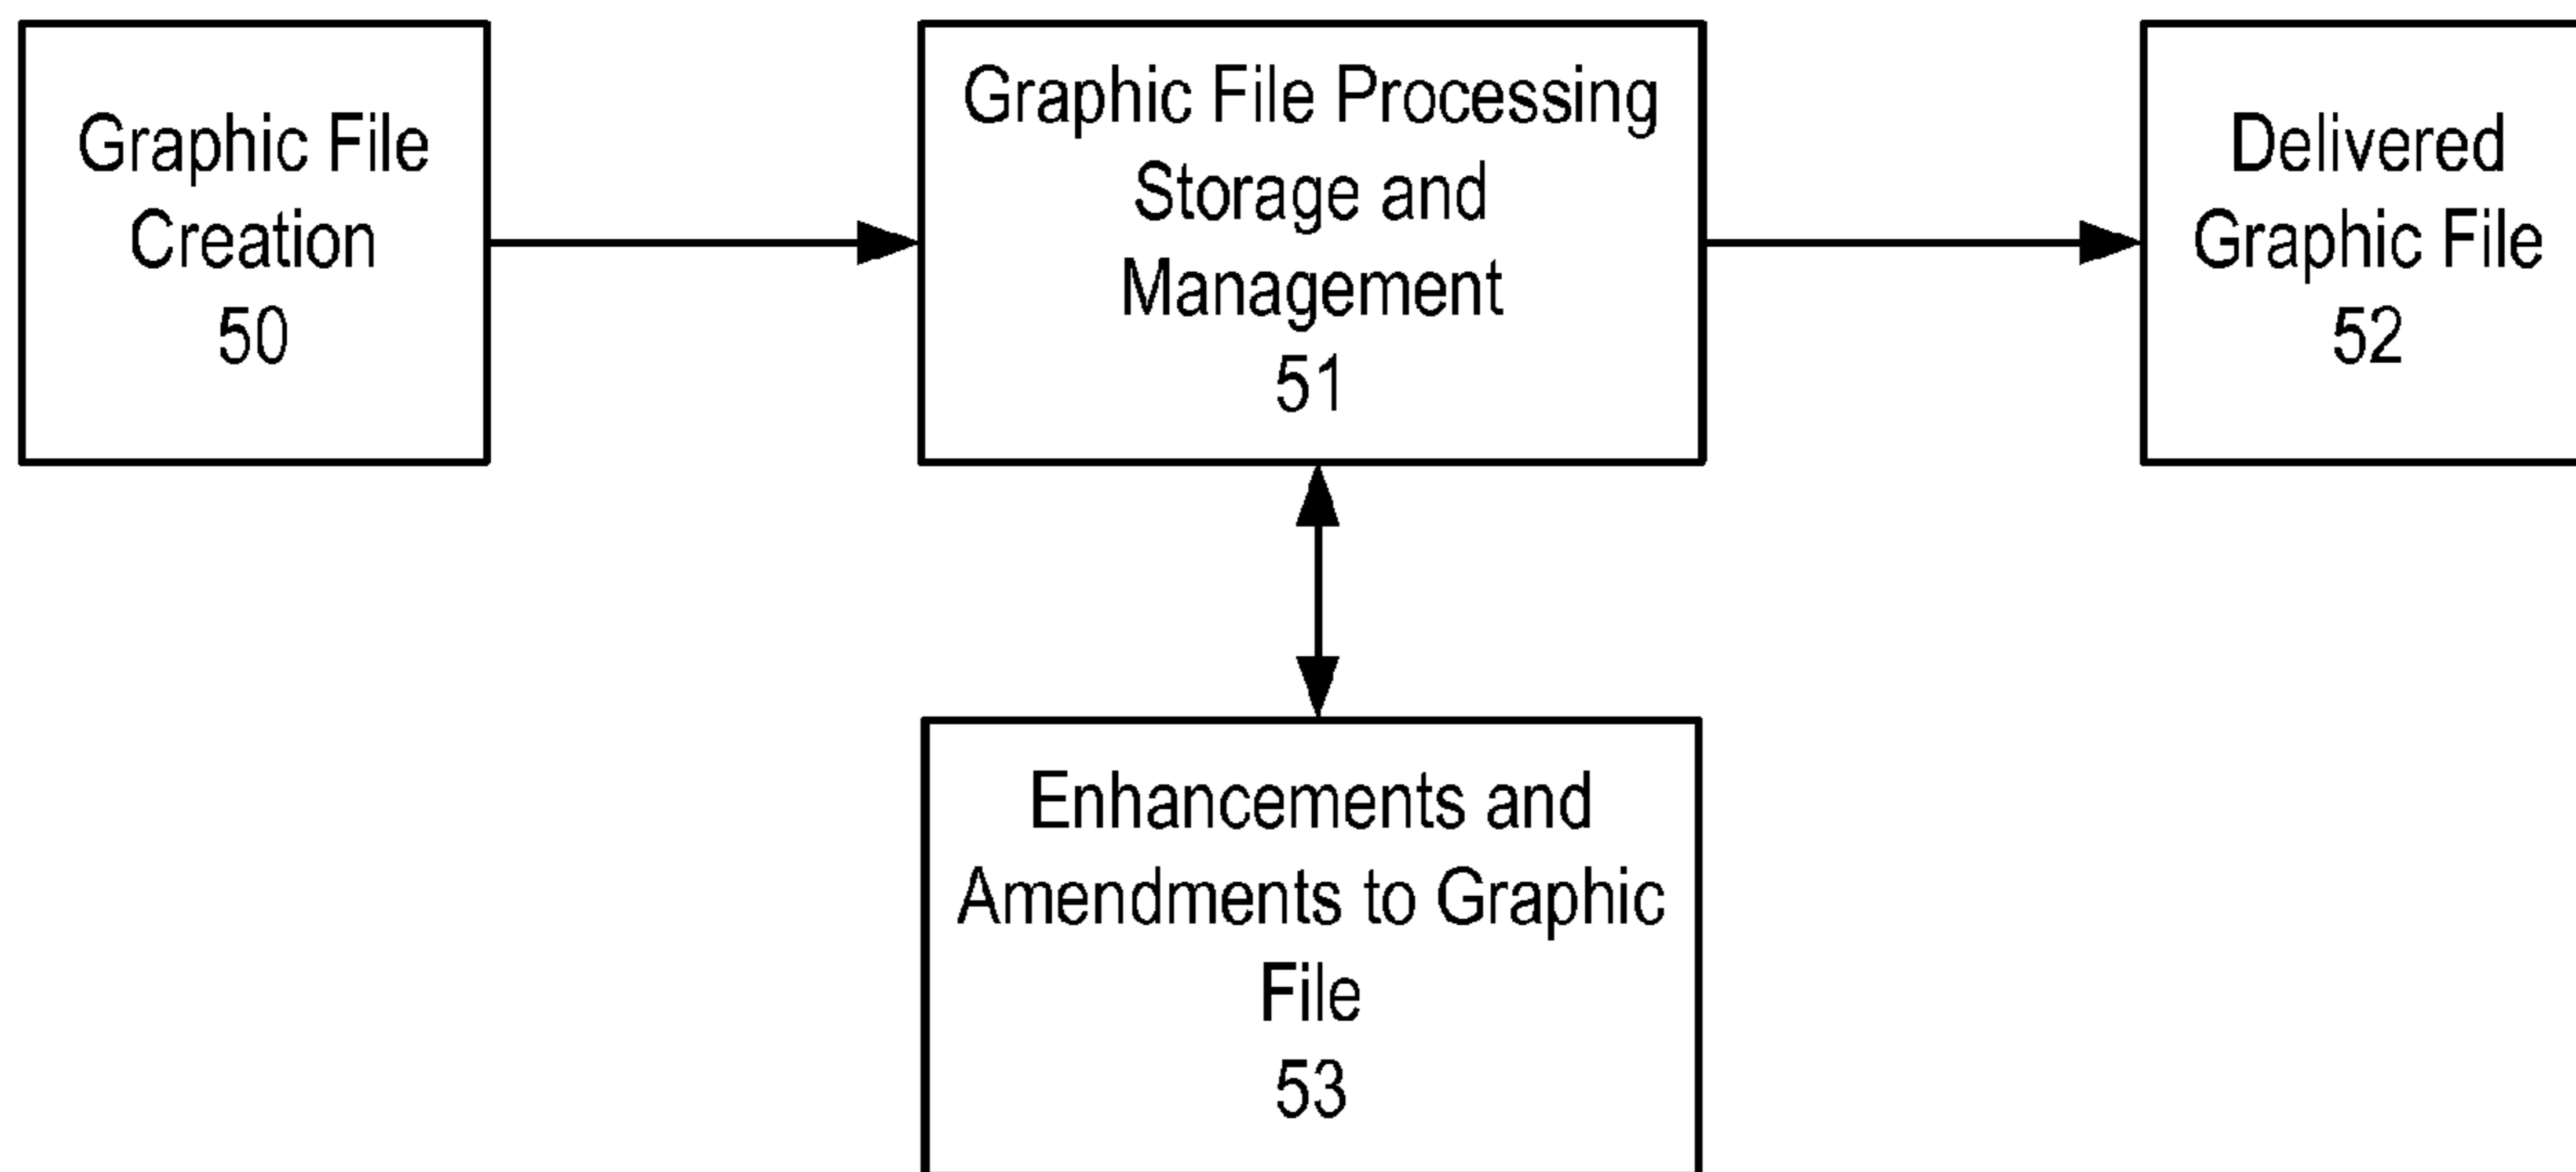 Graphic File
Creation
50
Graphic File Processing
Storage and
Management
51
Delivered
Graphic File
52
Enhancements and
Amendments to Graphic
File
53